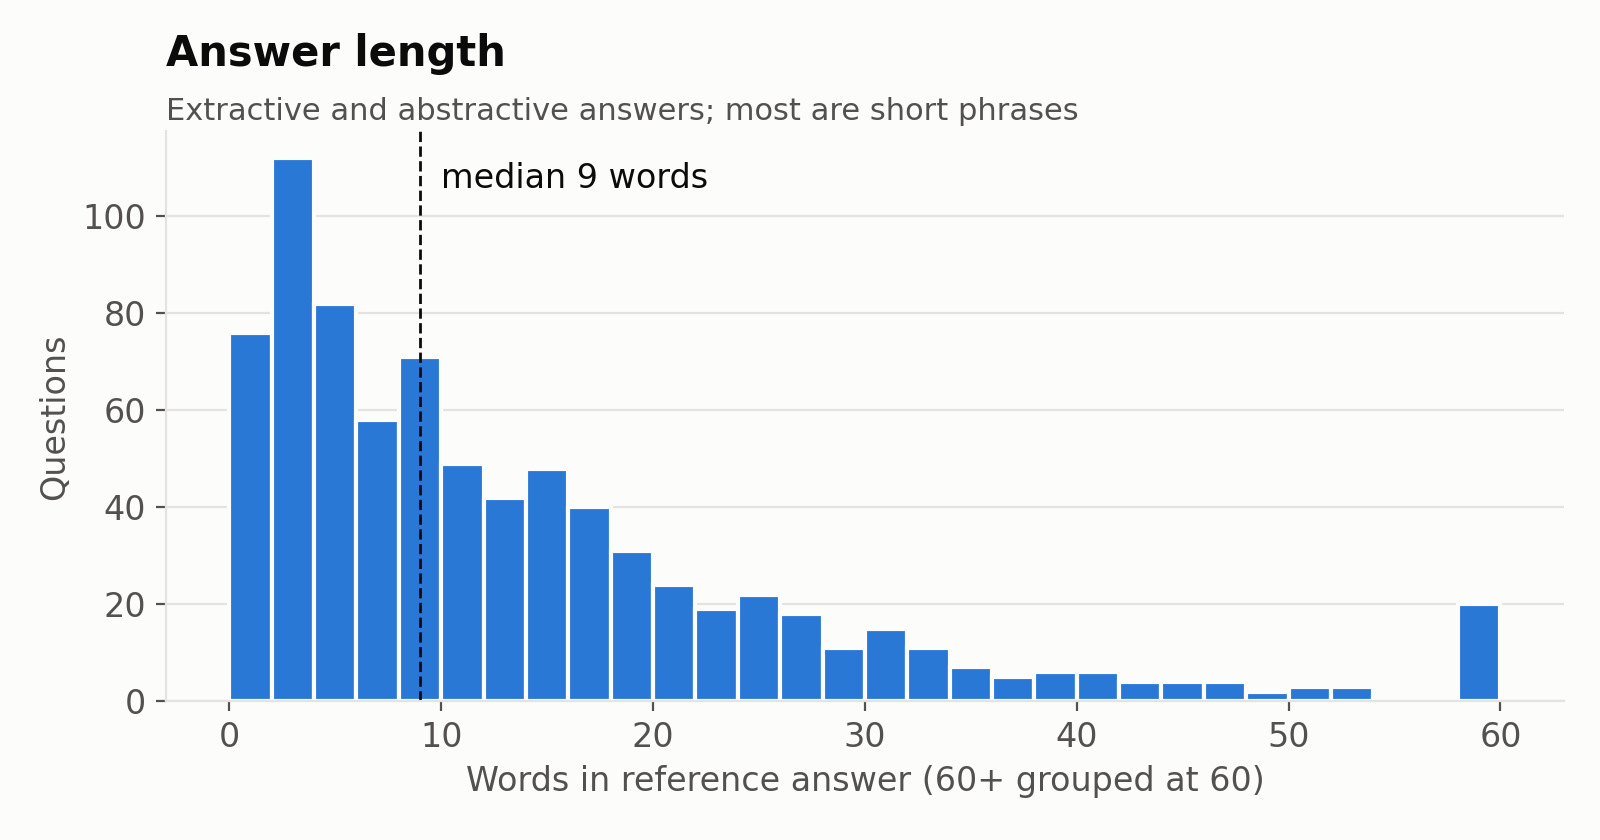 Answer length
Extractive and abstractive answers; most are short phrases
median 9 words
100
80
60
40
20
0
Questions
0 10 20 30 40 50 60
Words in reference answer (60+ grouped at 60)